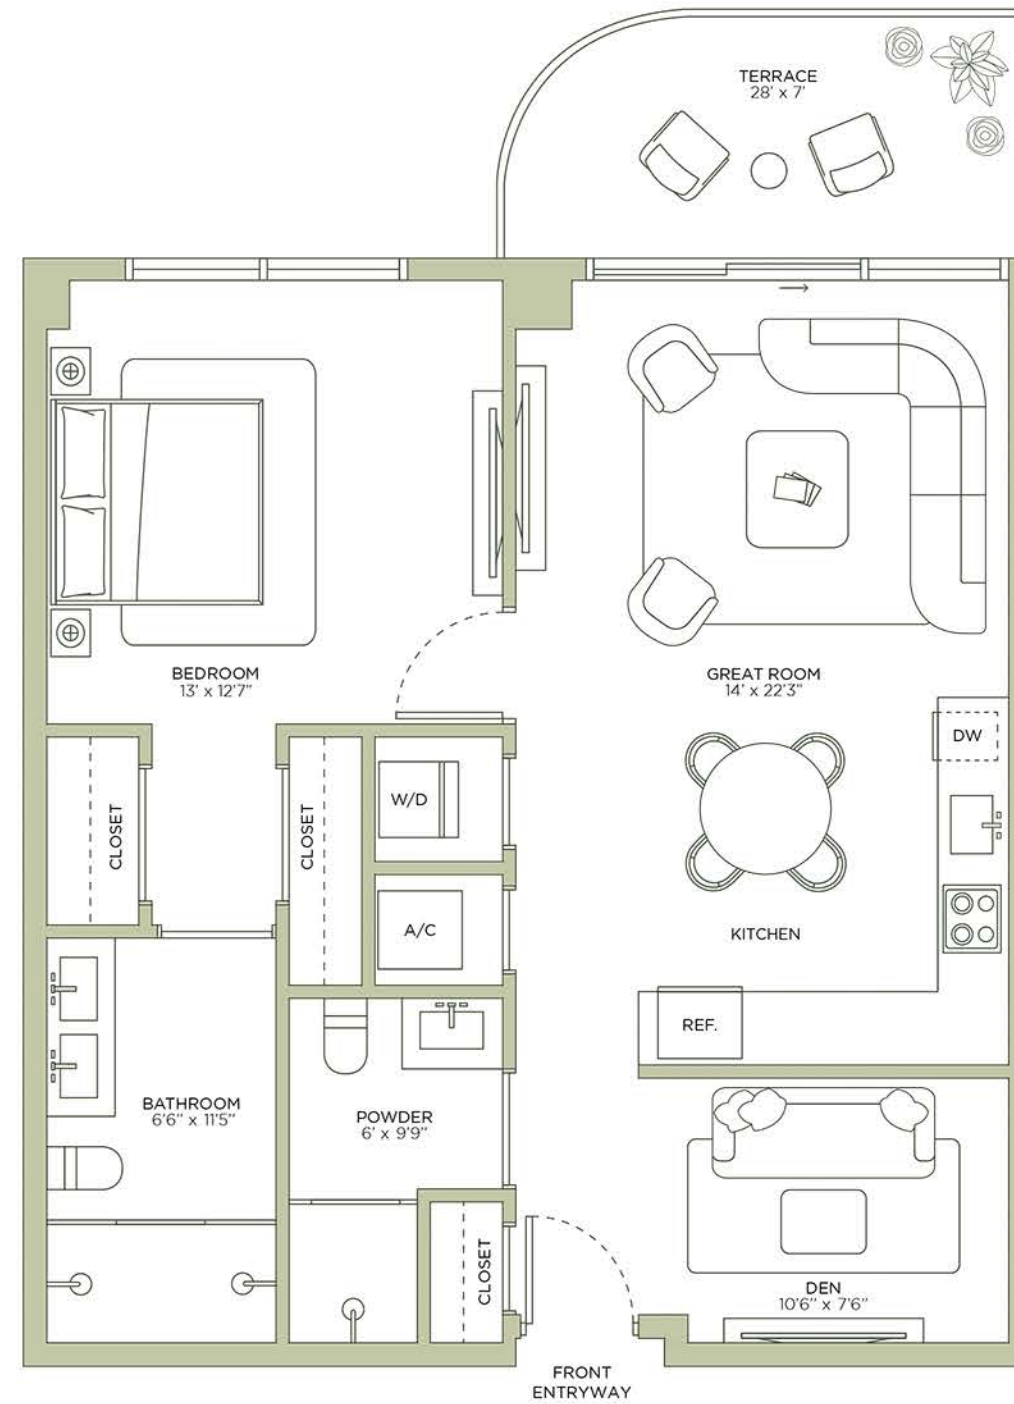 TERRACE
28' x 7'
BEDROOM
13' x 12'7"
GREAT ROOM
14' x 22'3"
DW
W/D
CLOSET
CLOSET
A/C
KITCHEN
REF.
BATHROOM
6'6" x 11'5"
POWDER
6' x 9'9"
CLOSET
DEN
10'6" x 7'6"
FRONT
ENTRYWAY